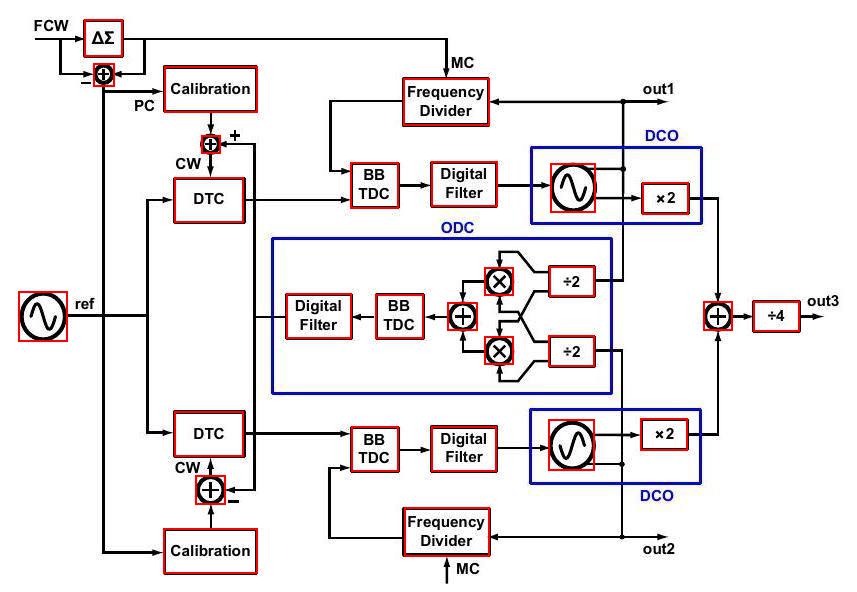 FCW
ΔΣ
MC
−
PC
Calibration
+
CW
DTC
Frequency
Divider
out1
DCO
BB
TDC
Digital
Filter
×2
ODC
ref
Digital
Filter
BB
TDC
÷2
÷2
÷4
out3
DTC
CW
−
Calibration
BB
TDC
Digital
Filter
×2
DCO
Frequency
Divider
out2
MC